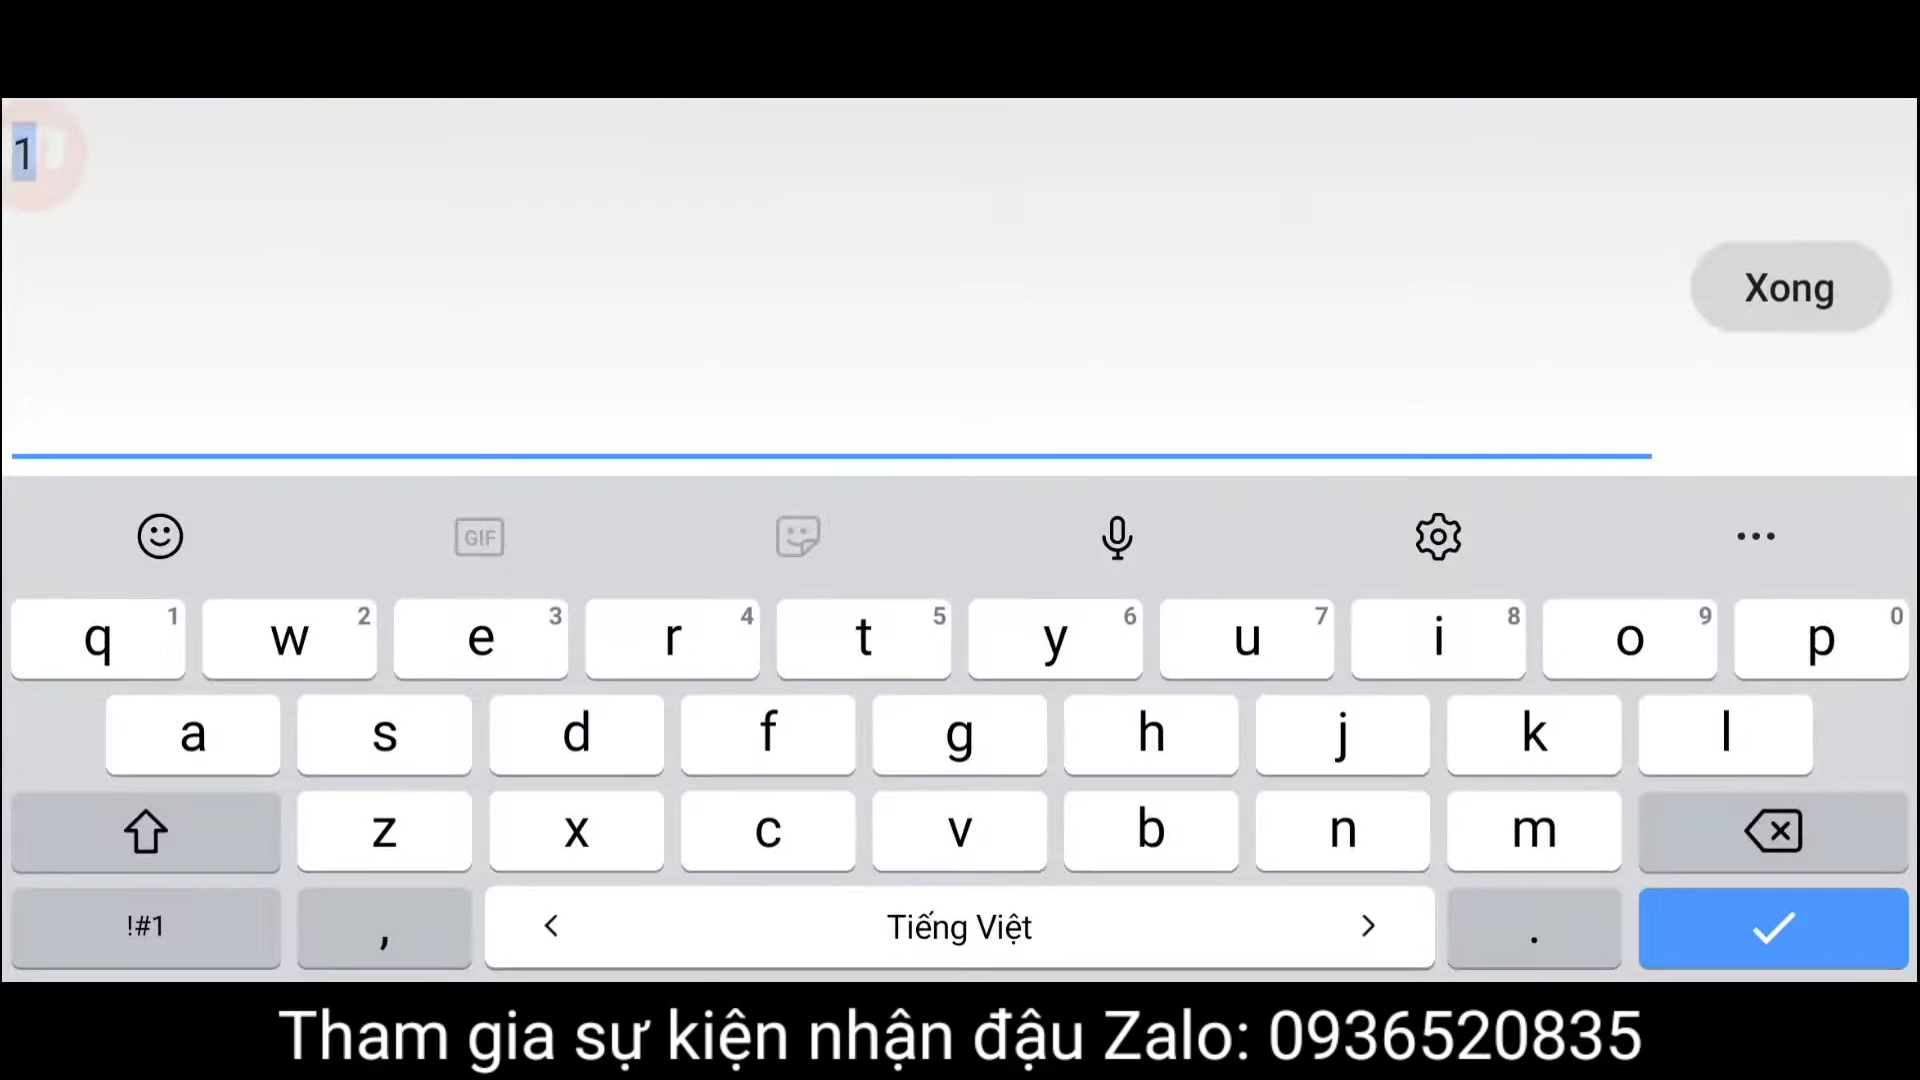 1
Xong
GIF
q 1 w 2 e 3 r 4 t 5 y 6 u 7 i 8 o 9 p 0
a s d f g h j k l
z x c v b n m
!#1 , < Tiếng Việt > .
Tham gia sự kiện nhận đậu Zalo: 0936520835